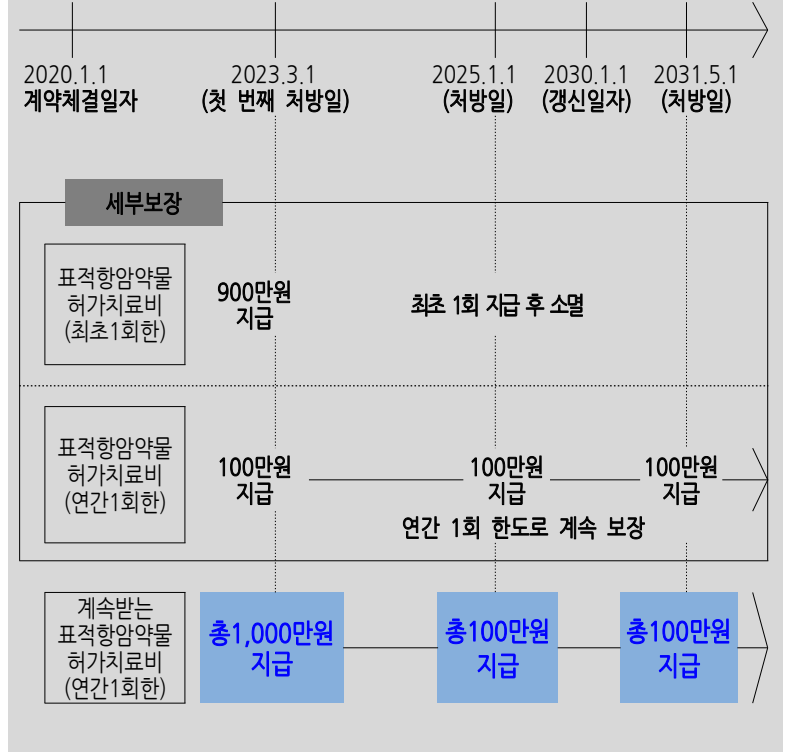 2020.1.1
계약체결일자
2023.3.1
(첫 번째 처방일)
2025.1.1
(처방일)
2030.1.1
(갱신일자)
2031.5.1
(처방일)
세부보장
표적항암약물
허가치료비
(최초1회한)
900만원
지급
최초 1회 지급 후 소멸
표적항암약물
허가치료비
(연간1회한)
100만원
지급
100만원
지급
100만원
지급
연간 1회 한도로 계속 보장
계속받는
표적항암약물
허가치료비
(연간1회한)
총1,000만원
지급
총100만원
지급
총100만원
지급